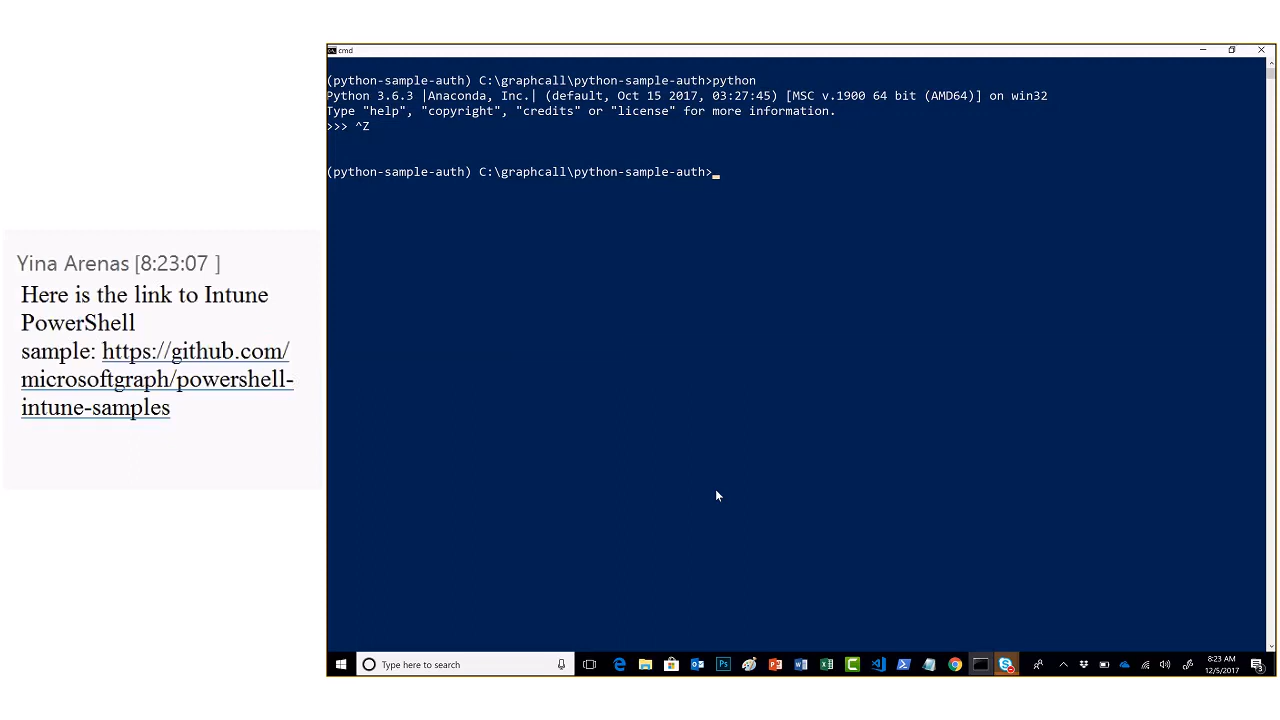 Yina Arenas [8:23:07 ]
Here is the link to Intune
PowerShell
sample: https://github.com/
microsoftgraph/powershell-
intune-samples
cmd
(python-sample-auth) C:\graphcall\python-sample-auth>python
Python 3.6.3 |Anaconda, Inc.| (default, Oct 15 2017, 03:27:45) [MSC v.1900 64 bit (AMD64)] on win32
Type "help", "copyright", "credits" or "license" for more information.
>>> ^Z
(python-sample-auth) C:\graphcall\python-sample-auth>
Type here to search
8:23 AM
12/5/2017